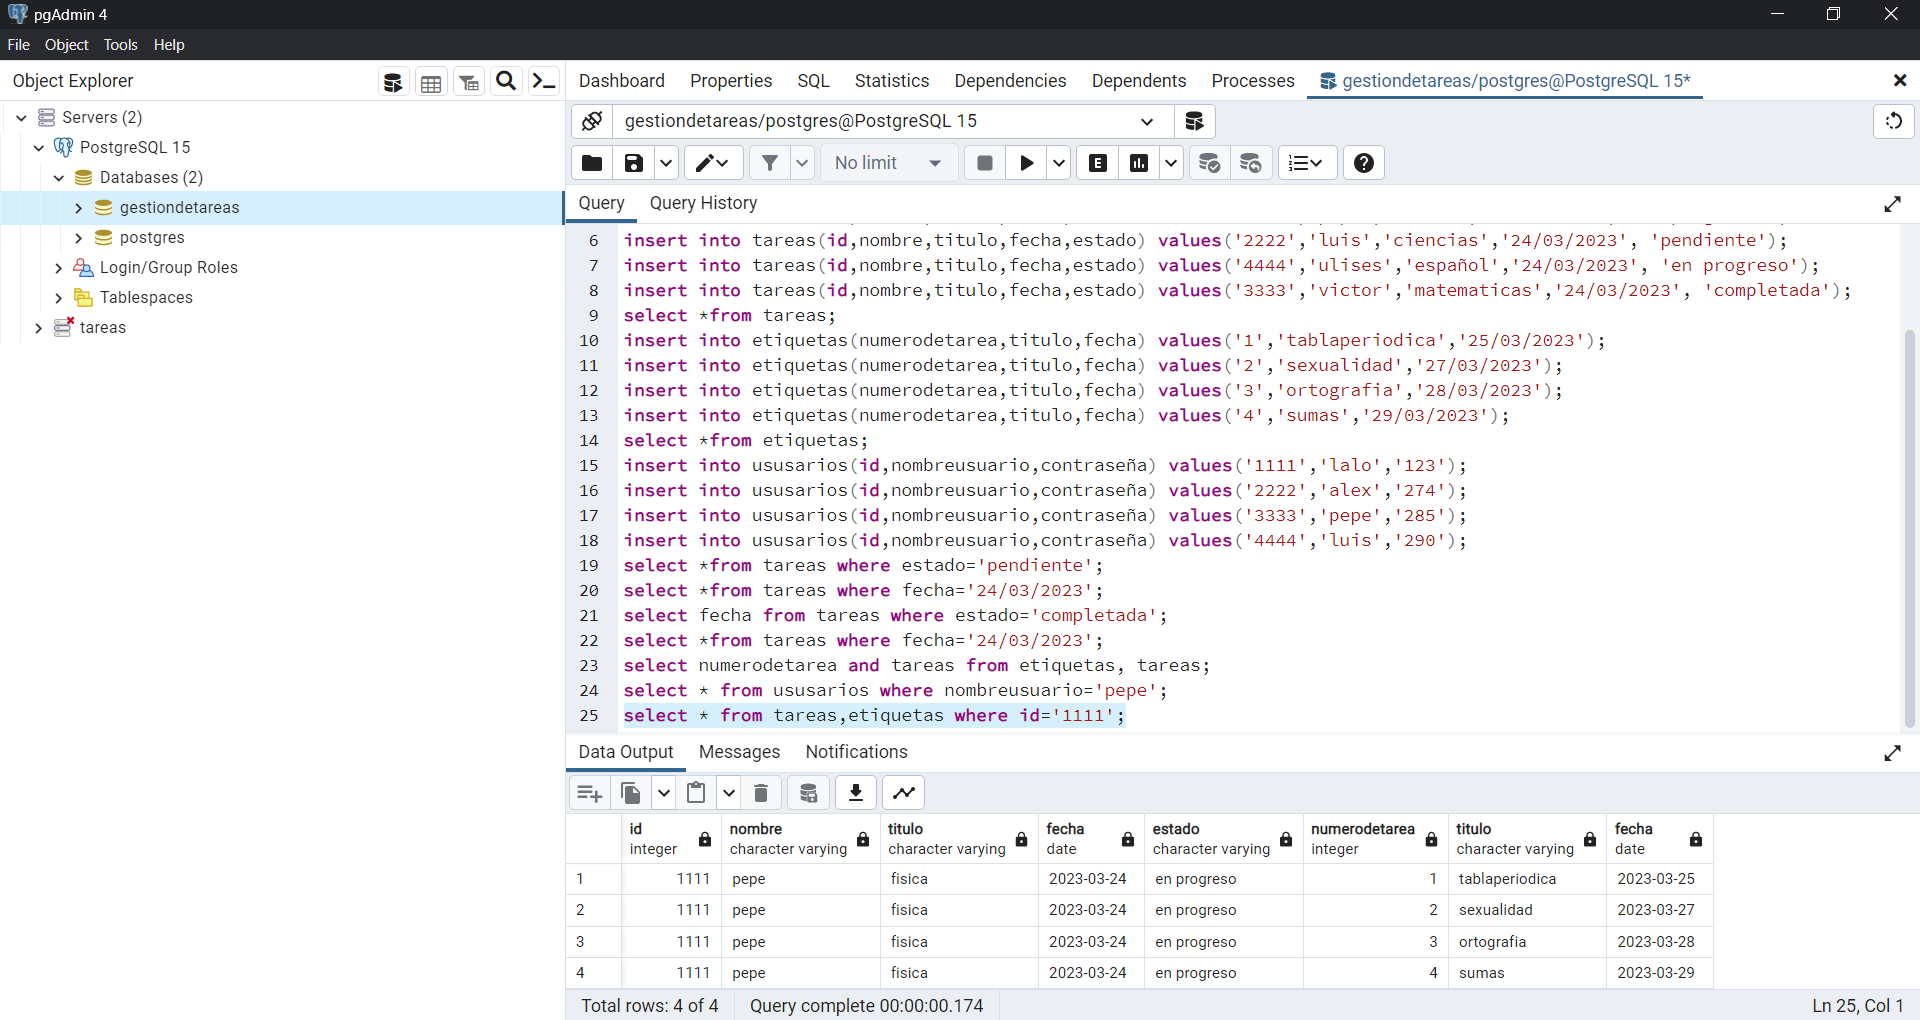 pgAdmin 4
File Object Tools Help
Object Explorer
Dashboard Properties SQL Statistics Dependencies Dependents Processes gestiondetareas/postgres@PostgreSQL 15*
Servers (2)
PostgreSQL 15
Databases (2)
gestiondetareas
postgres
Login/Group Roles
Tablespaces
tareas
gestiondetareas/postgres@PostgreSQL 15
No limit E
Query Query History
6 insert into tareas(id,nombre,titulo,fecha,estado) values('2222','luis','ciencias','24/03/2023', 'pendiente');
7 insert into tareas(id,nombre,titulo,fecha,estado) values('4444','ulises','español','24/03/2023', 'en progreso');
8 insert into tareas(id,nombre,titulo,fecha,estado) values('3333','victor','matematicas','24/03/2023', 'completada');
9 select *from tareas;
10 insert into etiquetas(numerodetarea,titulo,fecha) values('1','tablaperiodica','25/03/2023');
11 insert into etiquetas(numerodetarea,titulo,fecha) values('2','sexualidad','27/03/2023');
12 insert into etiquetas(numerodetarea,titulo,fecha) values('3','ortografia','28/03/2023');
13 insert into etiquetas(numerodetarea,titulo,fecha) values('4','sumas','29/03/2023');
14 select *from etiquetas;
15 insert into ususarios(id,nombreusuario,contraseña) values('1111','lalo','123');
16 insert into ususarios(id,nombreusuario,contraseña) values('2222','alex','274');
17 insert into ususarios(id,nombreusuario,contraseña) values('3333','pepe','285');
18 insert into ususarios(id,nombreusuario,contraseña) values('4444','luis','290');
19 select *from tareas where estado='pendiente';
20 select *from tareas where fecha='24/03/2023';
21 select fecha from tareas where estado='completada';
22 select *from tareas where fecha='24/03/2023';
23 select numerodetarea and tareas from etiquetas, tareas;
24 select * from ususarios where nombreusuario='pepe';
25 select * from tareas,etiquetas where id='1111';
Data Output Messages Notifications
id nombre titulo fecha estado numerodetarea titulo fecha
integer character varying character varying date character varying integer character varying date
1 1111 pepe fisica 2023-03-24 en progreso 1 tablaperiodica 2023-03-25
2 1111 pepe fisica 2023-03-24 en progreso 2 sexualidad 2023-03-27
3 1111 pepe fisica 2023-03-24 en progreso 3 ortografia 2023-03-28
4 1111 pepe fisica 2023-03-24 en progreso 4 sumas 2023-03-29
Total rows: 4 of 4 Query complete 00:00:00.174 Ln 25, Col 1